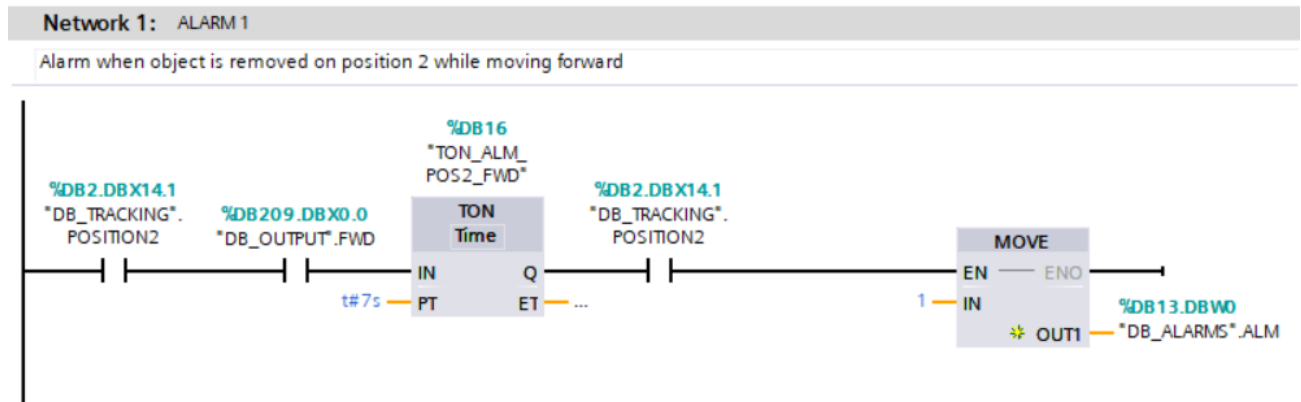 Network 1: ALARM 1
Alarm when object is removed on position 2 while moving forward
%DB16
"TON_ALM_
POS2_FWD"
%DB2.DBX14.1
"DB_TRACKING".
POSITION2
%DB209.DBX0.0
"DB_OUTPUT".FWD
TON
Time
IN
Q
t#7s
PT
ET
...
%DB2.DBX14.1
"DB_TRACKING".
POSITION2
MOVE
EN
ENO
1
IN
OUT1
%DB13.DBW0
"DB_ALARMS".ALM